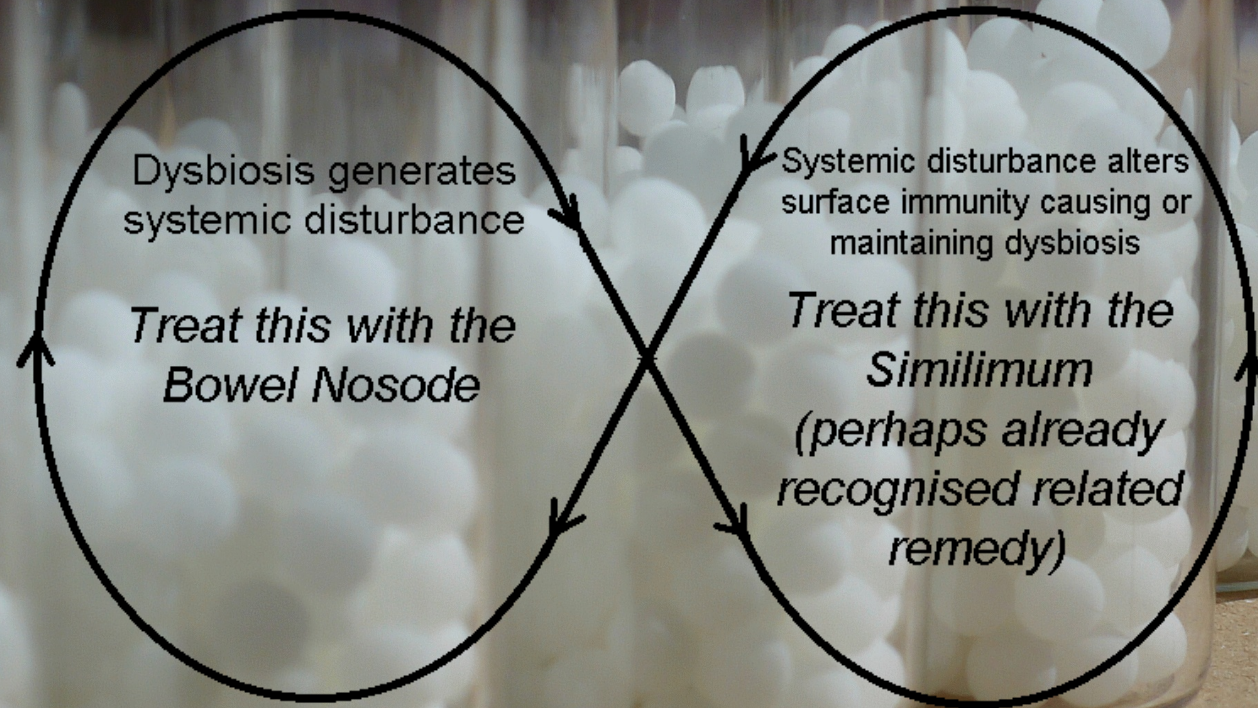 Dysbiosis generates
systemic disturbance
Treat this with the
Bowel Nosode
Systemic disturbance alters
surface immunity causing or
maintaining dysbiosis
Treat this with the
Similimum
(perhaps already
recognised related
remedy)